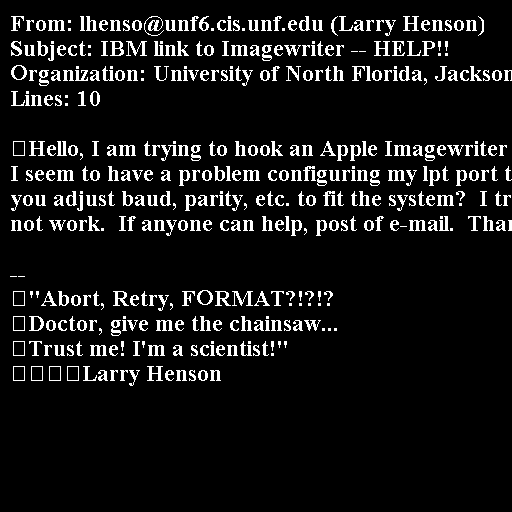 From: lhenso@unf6.cis.unf.edu (Larry Henson)
Subject: IBM link to Imagewriter -- HELP!!
Organization: University of North Florida,
Lines: 10
Hello, I am trying to hook an Apple Imagewriter
I seem to have a problem configuring my lpt port
you adjust baud, parity, etc. to fit the system?  I
not work.  If anyone can help, post of e-mail.
--
"Abort, Retry, FORMAT?!?!?
Doctor, give me the chainsaw...
Trust me! I'm a scientist!"
Larry Henson